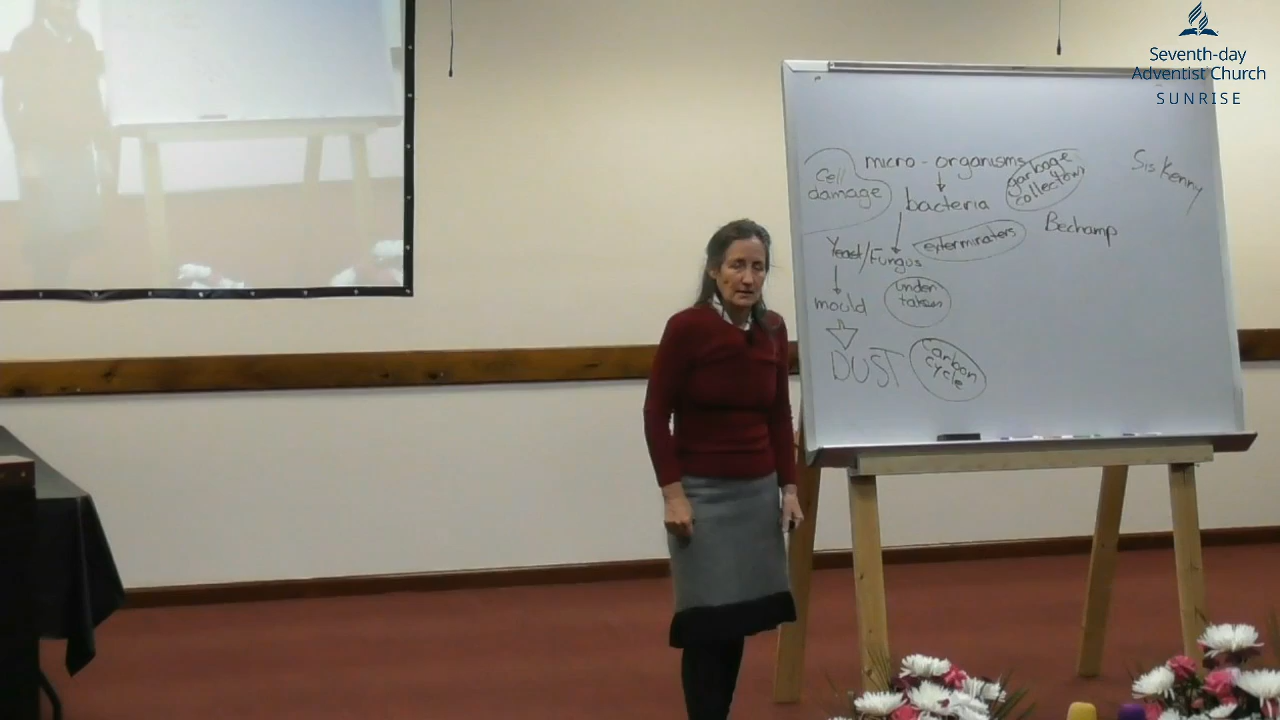 Seventh-day
Adventist Church
SUNRISE
micro-organisms
Cell
damage
garbage
collectors
bacteria
Sis Kenny
Bechamp
exterminaters
Yeast/Fungus
under
takers
mould
DUST
carbon
cycle